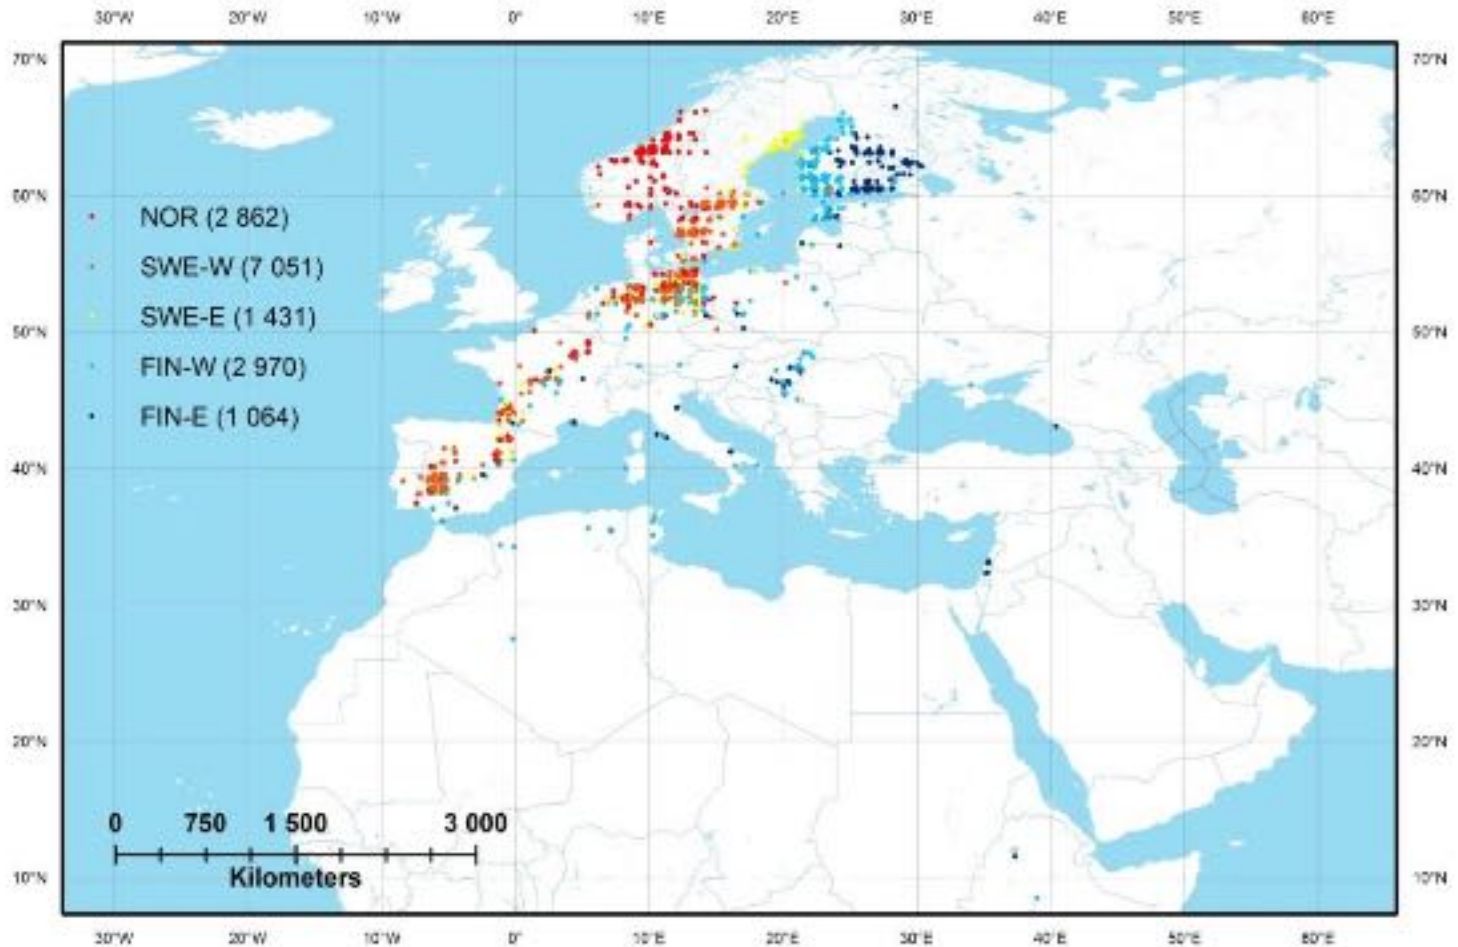 30°W 20°W 10°W 0° 10°E 20°E 30°E 40°E 50°E 60°E
70°N 70°N
60°N 60°N
NOR (2 862)
SWE-W (7 051)
SWE-E (1 431)
50°N 50°N
FIN-W (2 970)
FIN-E (1 064)
40°N 40°N
30°N 30°N
20°N 20°N
0 750 1 500 3 000
Kilometers
10°N 10°N
30°W 20°W 10°W 0° 10°E 20°E 30°E 40°E 50°E 60°E